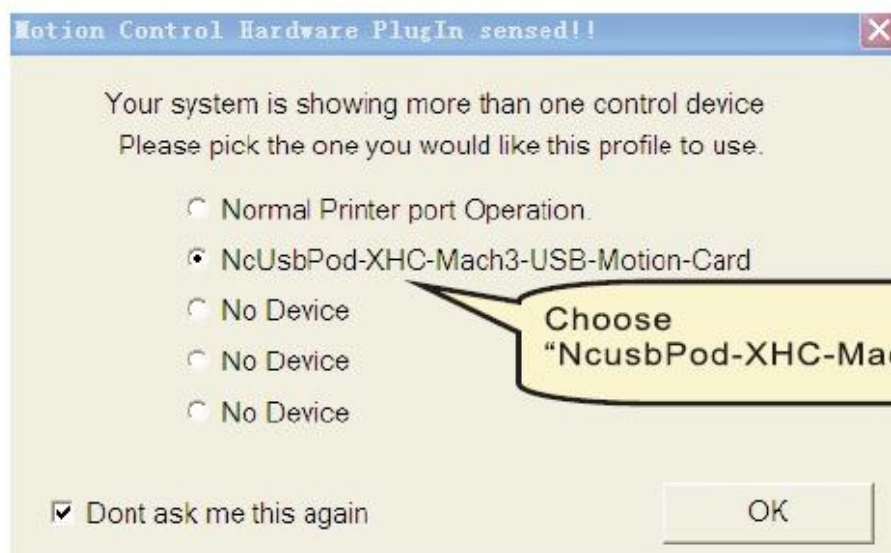 Motion Control Hardware PlugIn sensed!!
Your system is showing more than one control device
Please pick the one you would like this profile to use.
Normal Printer port Operation.
NcUsbPod-XHC-Mach3-USB-Motion-Card
No Device
Choose
“NcusbPod-XHC-Mac
No Device
No Device
Dont ask me this again
OK